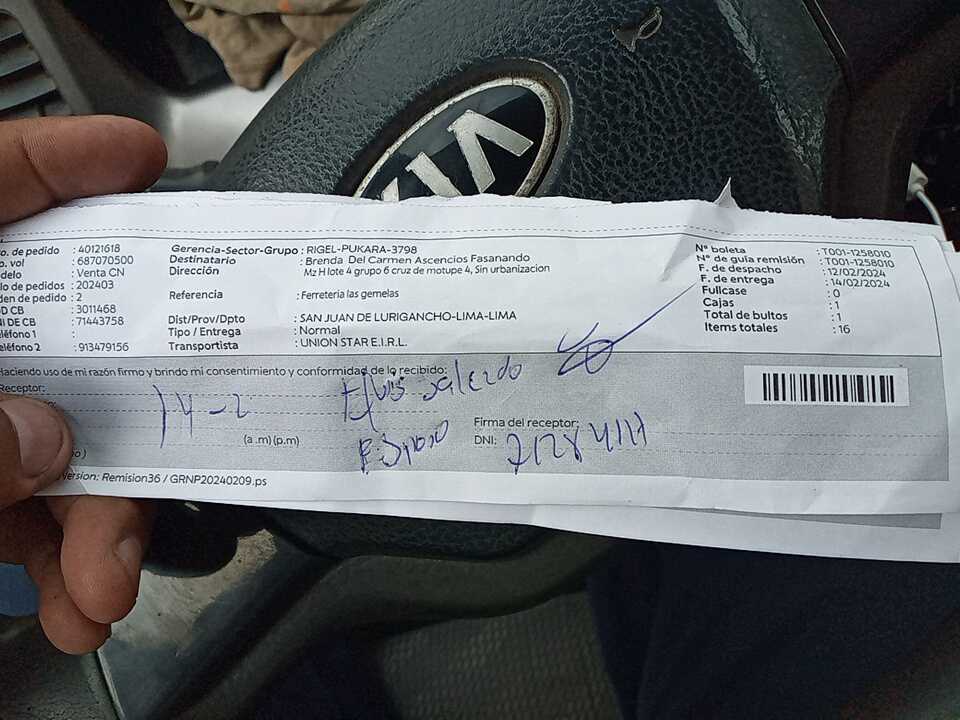 KIA
o. de pedido : 40121618
o. vol : 687070500
delo : Venta CN
lo de pedidos : 202403
den de pedido : 2
D CB : 3011468
NI DE CB : 71443758
eléfono 1 :
eléfono 2 : 913479156
Gerencia-Sector-Grupo : RIGEL-PUKARA-3798
Destinatario : Brenda Del Carmen Ascencios Fasanando
Dirección : Mz H lote 4 grupo 6 cruz de motupe 4, Sin urbanizacion
Referencia : Ferreteria las gemelas
Dist/Prov/Dpto : SAN JUAN DE LURIGANCHO-LIMA-LIMA
Tipo / Entrega : Normal
Transportista : UNION STAR E.I.R.L.
N° boleta : T001-1258010
N° de guía remisión : T001-1258010
F. de despacho : 12/02/2024
F. de entrega : 14/02/2024
Fullcase : 0
Cajas : 1
Total de bultos : 1
Items totales : 16
Haciendo uso de mi razón firmo y brindo mi consentimiento y conformidad de lo recibido:
Receptor:
14-2
(a .m) (p.m)
Elvis salcedo
Esposo
Firma del receptor:
DNI:
Version: Remision36 / GRNP20240209.ps